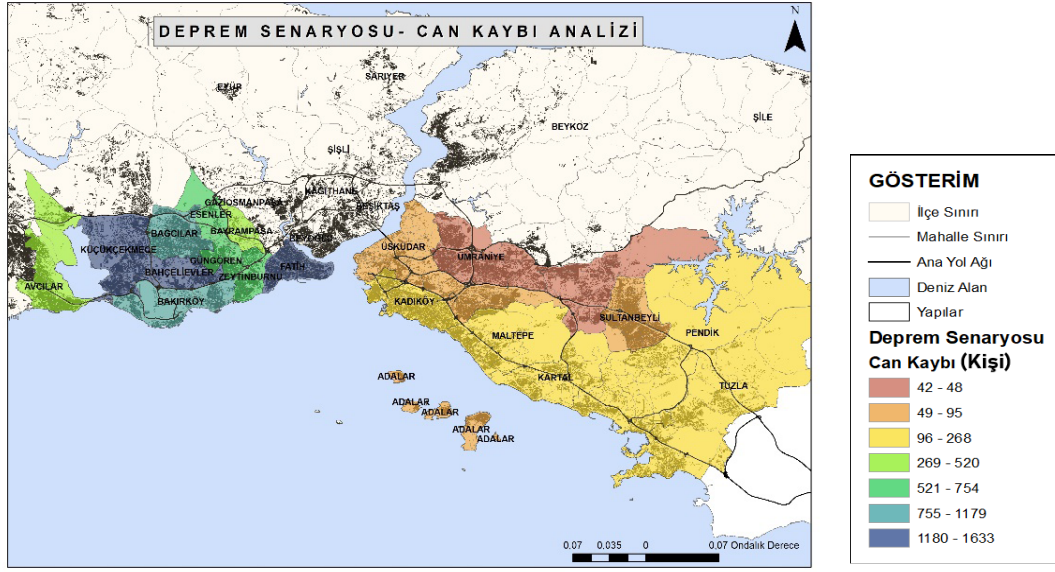 DEPREM SENARYOSU- CAN KAYBI ANALİZİ
N
SARIYER
EYÜP
ŞİLE
BEYKOZ
ŞİŞLİ
KAĞITHANE
GAZİOSMANPAŞA
BEŞİKTAŞ
ESENLER
BAYRAMPAŞA
BAĞCILAR
KÜÇÜKÇEKMECE
ÜSKÜDAR
ÜMRANİYE
GÜNGÖREN
FATİH
BAHÇELİEVLER
ZEYTİNBURNU
AVCILAR
BAKIRKÖY
KADIKÖY
SULTANBEYLİ
MALTEPE
PENDİK
KARTAL
TUZLA
ADALAR
ADALAR
ADALAR
ADALAR
ADALAR
0.07 0,035 0 0.07 Ondalık Derece
GÖSTERİM
İlçe Sınırı
Mahalle Sınırı
Ana Yol Ağı
Deniz Alan
Yapılar
Deprem Senaryosu
Can Kaybı (Kişi)
42 - 48
49 - 95
96 - 268
269 - 520
521 - 754
755 - 1179
1180 - 1633